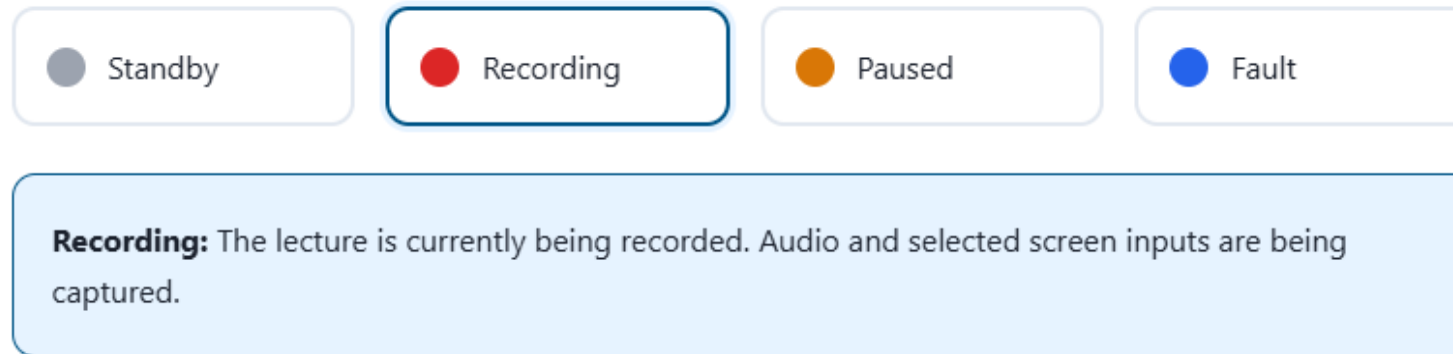 Standby
Recording
Paused
Fault
Recording: The lecture is currently being recorded. Audio and selected screen inputs are being
captured.